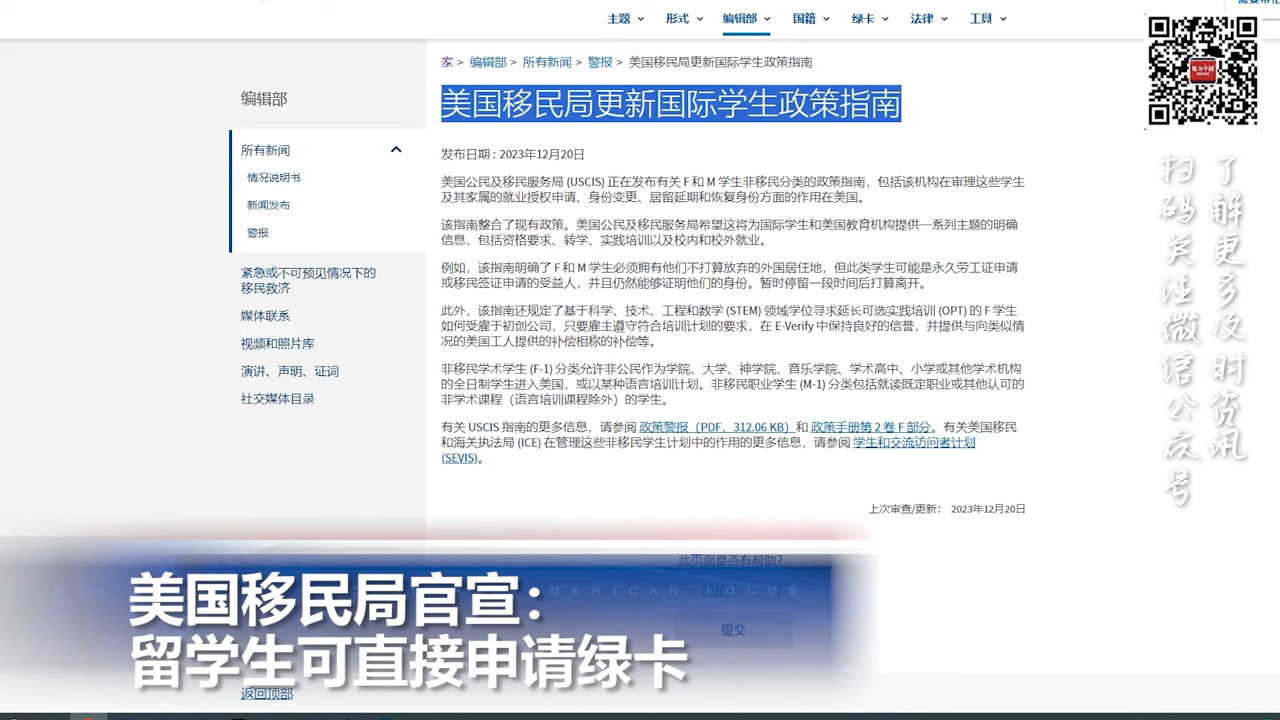 主题 形式 编辑部 国籍 绿卡 法律 工具
家 > 编辑部 > 所有新闻 > 警报 > 美国移民局更新国际学生政策指南
编辑部
所有新闻
情况说明书
新闻发布
警报
紧急或不可预见情况下的
移民救济
媒体联系
视频和照片库
演讲、声明、证词
社交媒体目录
返回顶部
美国移民局更新国际学生政策指南
发布日期 : 2023年12月20日
美国公民及移民服务局 (USCIS) 正在发布有关 F 和 M 学生非移民分类的政策指南，包括该机构在审理这些学生
及其家属的就业授权申请、身份变更、居留延期和恢复身份方面的作用在美国。
该指南整合了现有政策。美国公民及移民服务局希望这将为国际学生和美国教育机构提供一系列主题的明确
信息，包括资格要求、转学、实践培训以及校内和校外就业。
例如，该指南明确了 F 和 M 学生必须拥有他们不打算放弃的外国居住地，但此类学生可能是永久劳工证申请
或移民签证申请的受益人，并且仍然能够证明他们的身份。暂时停留一段时间后打算离开。
此外，该指南还规定了基于科学、技术、工程和数学 (STEM) 领域学位寻求延长可选实践培训 (OPT) 的 F 学生
如何受雇于初创公司，只要雇主遵守符合培训计划的要求，在 E-Verify 中保持良好的信誉，并提供与向类似情
况的美国工人提供的补偿相称的补偿等。
非移民学术学生 (F-1) 分类允许非公民作为学院、大学、神学院、音乐学院、学术高中、小学或其他学术机构
的全日制学生进入美国，或以某种语言培训计划。非移民职业学生 (M-1) 分类包括就读既定职业或其他认可的
非学术课程（语言培训课程除外）的学生。
有关 USCIS 指南的更多信息，请参阅 政策警报（PDF，312.06 KB）和 政策手册第 2 卷 F 部分。有关美国移民
和海关执法局 (ICE) 在管理这些非移民学生计划中的作用的更多信息，请参阅 学生和交流访问者计划
(SEVIS)。
上次审查/更新： 2023年12月20日
此页面是否有帮助?
提交
MERICAN FOCUS
美国移民局官宣：
留学生可直接申请绿卡
了解更多及时资讯
扫码关注微信公众号